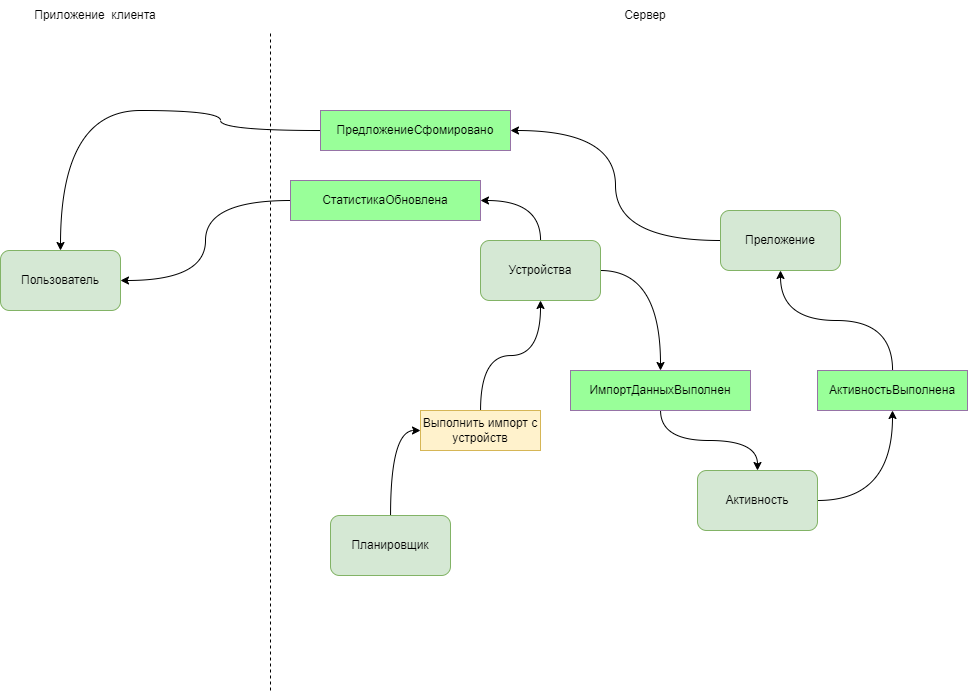 Приложение клиента
Сервер
ПредложениеСфомировано
СтатистикаОбновлена
Преложение
Устройства
Пользователь
ИмпортДанныхВыполнен
АктивностьВыполнена
Выполнить импорт с
устройств
Активность
Планировщик